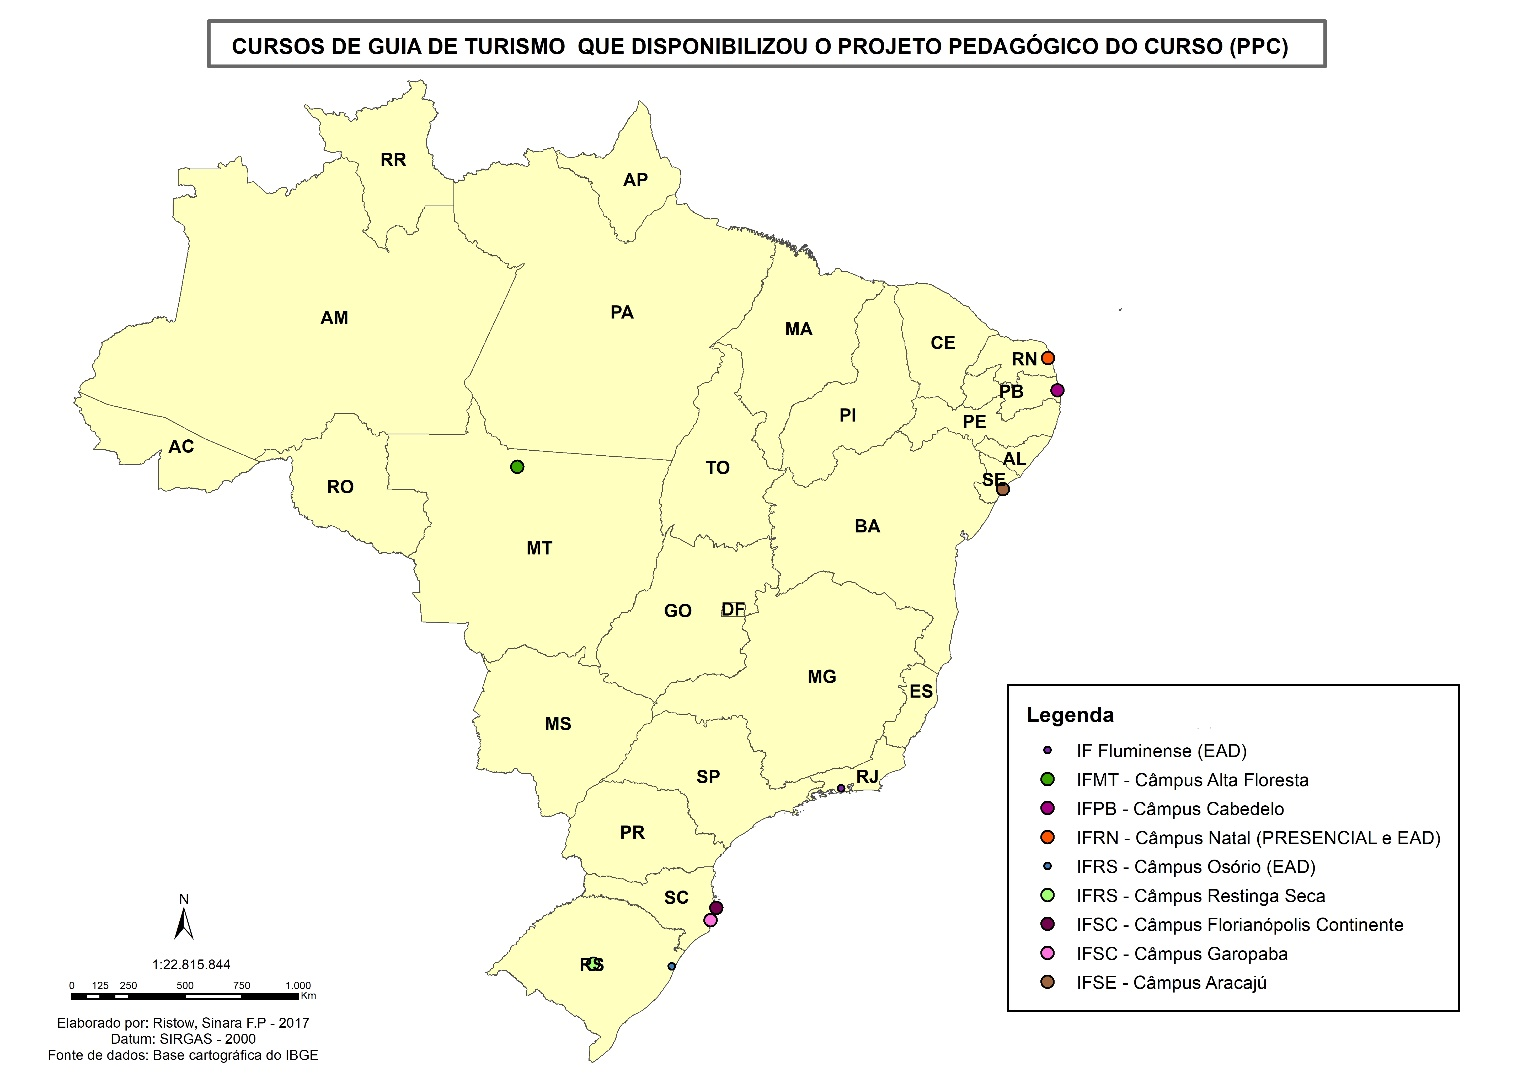 CURSOS DE GUIA DE TURISMO QUE DISPONIBILIZOU O PROJETO PEDAGÓGICO DO CURSO (PPC)
RR
AP
AM
PA
MA
CE
RN
PB
PI
PE
AC
AL
TO
SE
RO
BA
MT
GO
DF
MG
ES
MS
SP
RJ
PR
SC
RS
Legenda
IF Fluminense (EAD)
IFMT - Câmpus Alta Floresta
IFPB - Câmpus Cabedelo
IFRN - Câmpus Natal (PRESENCIAL e EAD)
IFRS - Câmpus Osório (EAD)
IFRS - Câmpus Restinga Seca
IFSC - Câmpus Florianópolis Continente
IFSC - Câmpus Garopaba
IFSE - Câmpus Aracajú
N
1:22.815.844
0 125 250 500 750 1.000
Km
Elaborado por: Ristow, Sinara F.P - 2017
Datum: SIRGAS - 2000
Fonte de dados: Base cartográfica do IBGE